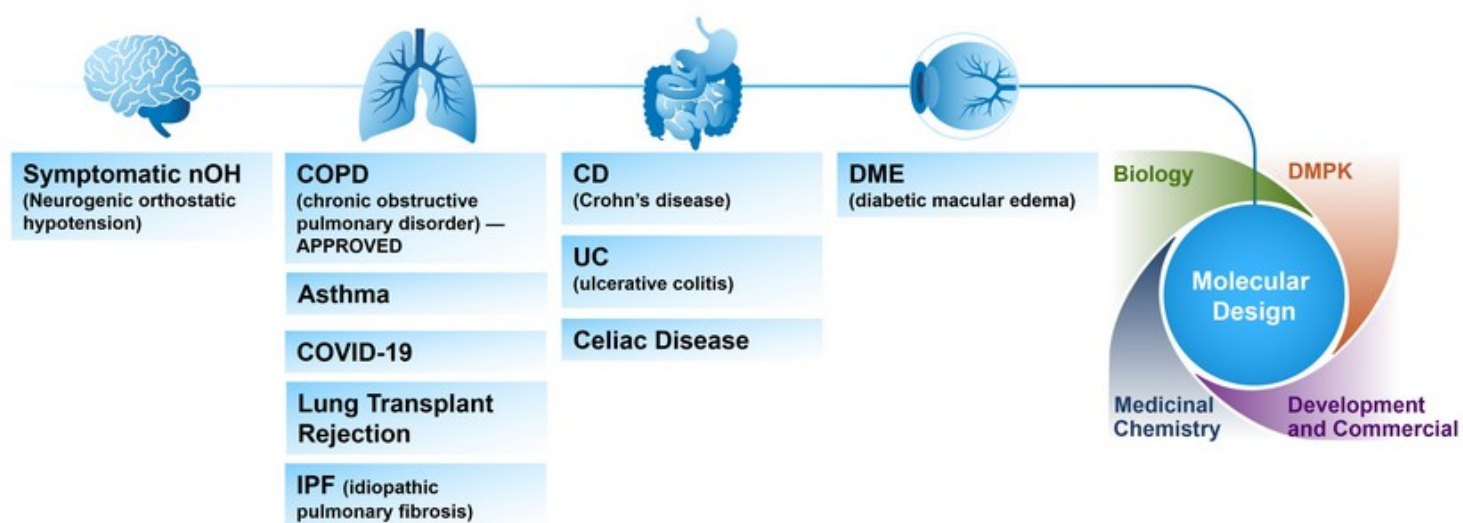 Symptomatic nOH
(Neurogenic orthostatic
hypotension)
COPD
(chronic obstructive
pulmonary disorder) —
APPROVED
Asthma
COVID-19
Lung Transplant
Rejection
IPF (idiopathic
pulmonary fibrosis)
CD
(Crohn’s disease)
UC
(ulcerative colitis)
Celiac Disease
DME
(diabetic macular edema)
Biology
DMPK
Molecular
Design
Medicinal
Chemistry
Development
and Commercial